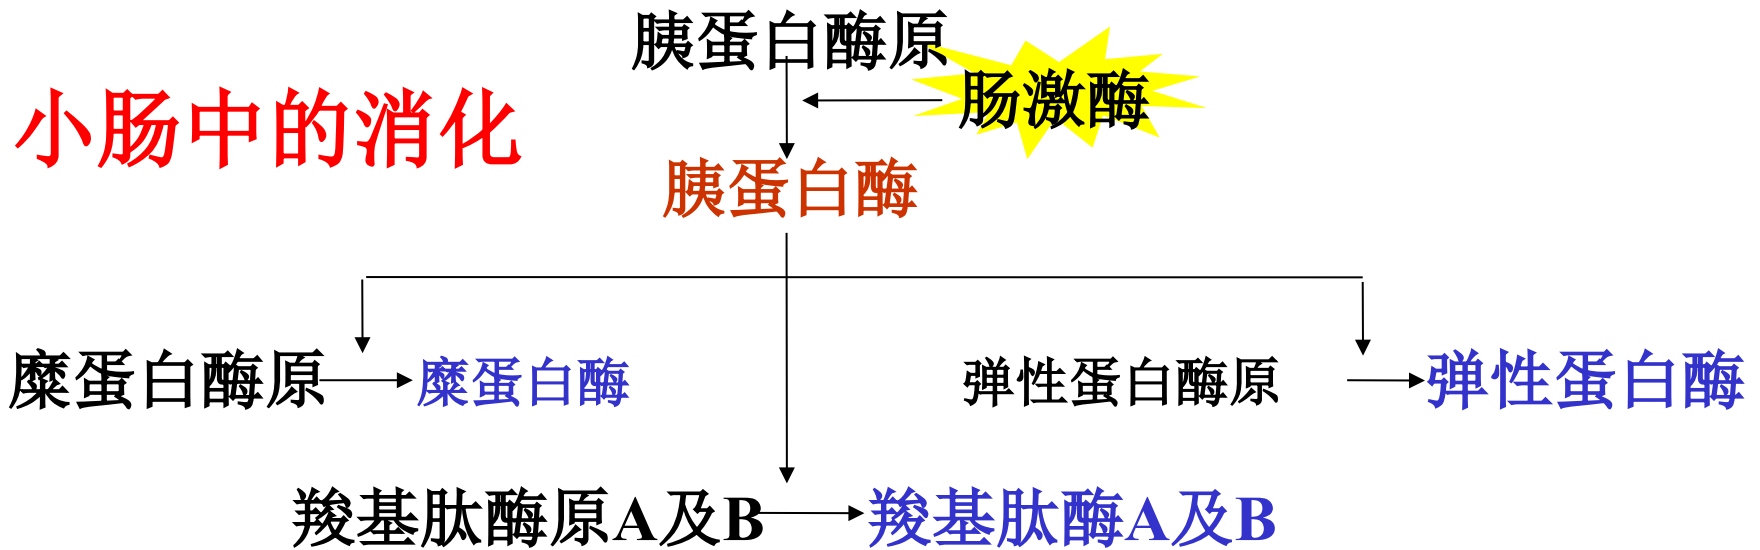 胰蛋白酶原
肠激酶
小肠中的消化
胰蛋白酶
糜蛋白酶原
糜蛋白酶
弹性蛋白酶原
弹性蛋白酶
羧基肽酶原A及B
羧基肽酶A及B